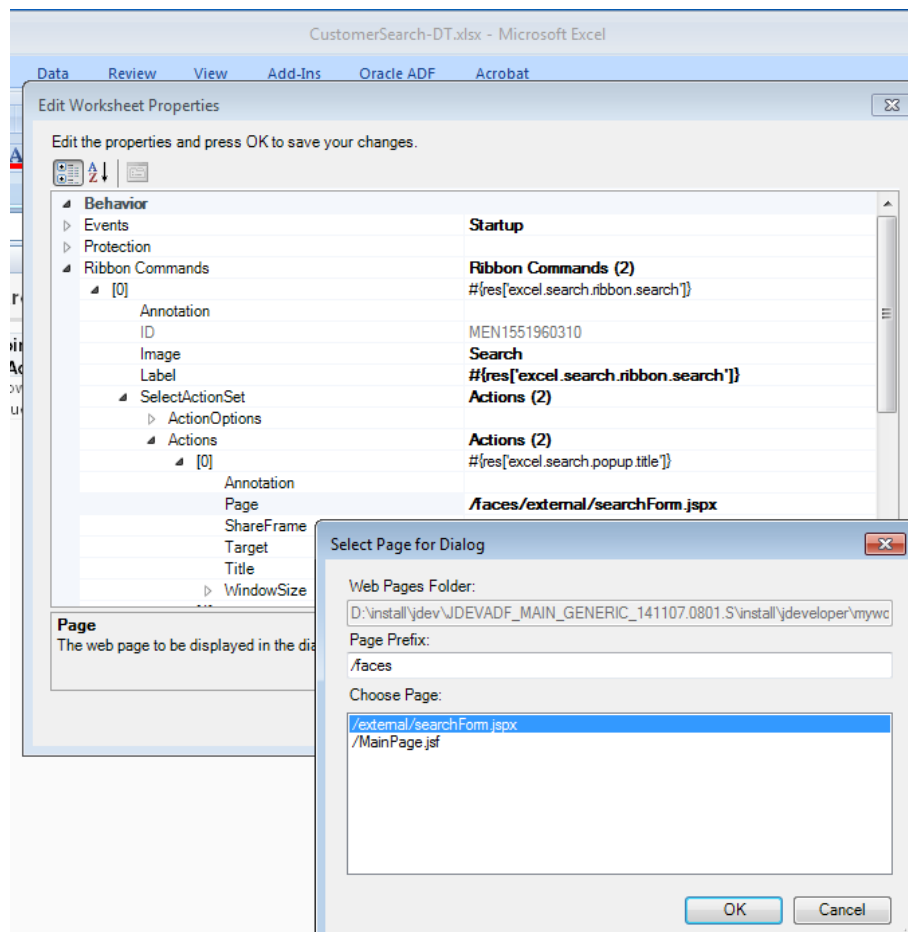 CustomerSearch-DT.xlsx - Microsoft Excel
Data Review View Add-Ins Oracle ADF Acrobat
Edit Worksheet Properties
Edit the properties and press OK to save your changes.
Behavior
Events Startup
Protection
Ribbon Commands Ribbon Commands (2)
[0] #{res['excel.search.ribbon.search']}
Annotation
ID MEN1551960310
Image Search
Label #{res['excel.search.ribbon.search']}
SelectActionSet Actions (2)
ActionOptions
Actions Actions (2)
[0] #{res['excel.search.popup.title']}
Annotation
Page /faces/external/searchForm.jspx
ShareFrame
Target
Title
WindowSize
Page
The web page to be displayed in the dia
Select Page for Dialog
Web Pages Folder:
D:\install\jdev\JDEVADF_MAIN_GENERIC_141107.0801.S\install\jdeveloper\mywo
Page Prefix:
/faces
Choose Page:
/external/searchForm.jspx
/MainPage.jsf
OK Cancel